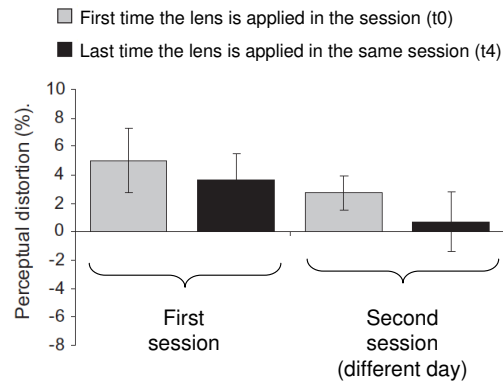 First time the lens is applied in the session (t0)
Last time the lens is applied in the same session (t4)
Perceptual distortion (%).
10
8
6
4
2
0
-2
-4
-6
-8
First
session
Second
session
(different day)